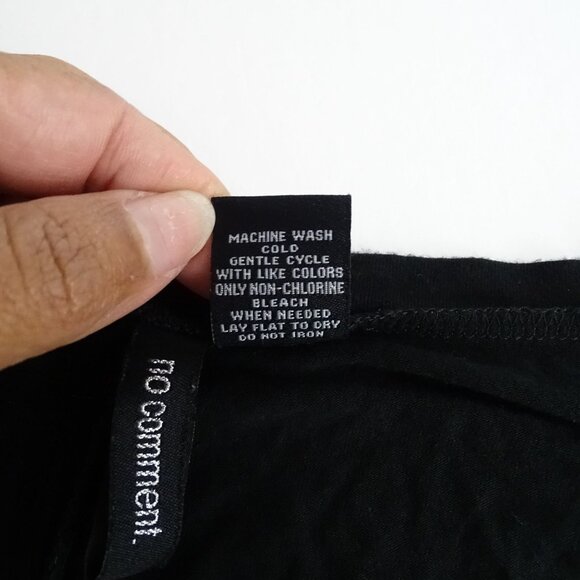 MACHINE WASH
COLD
GENTLE CYCLE
WITH LIKE COLORS
ONLY NON-CHLORINE
BLEACH
WHEN NEEDED
LAY FLAT TO DRY
DO NOT IRON
no comment.